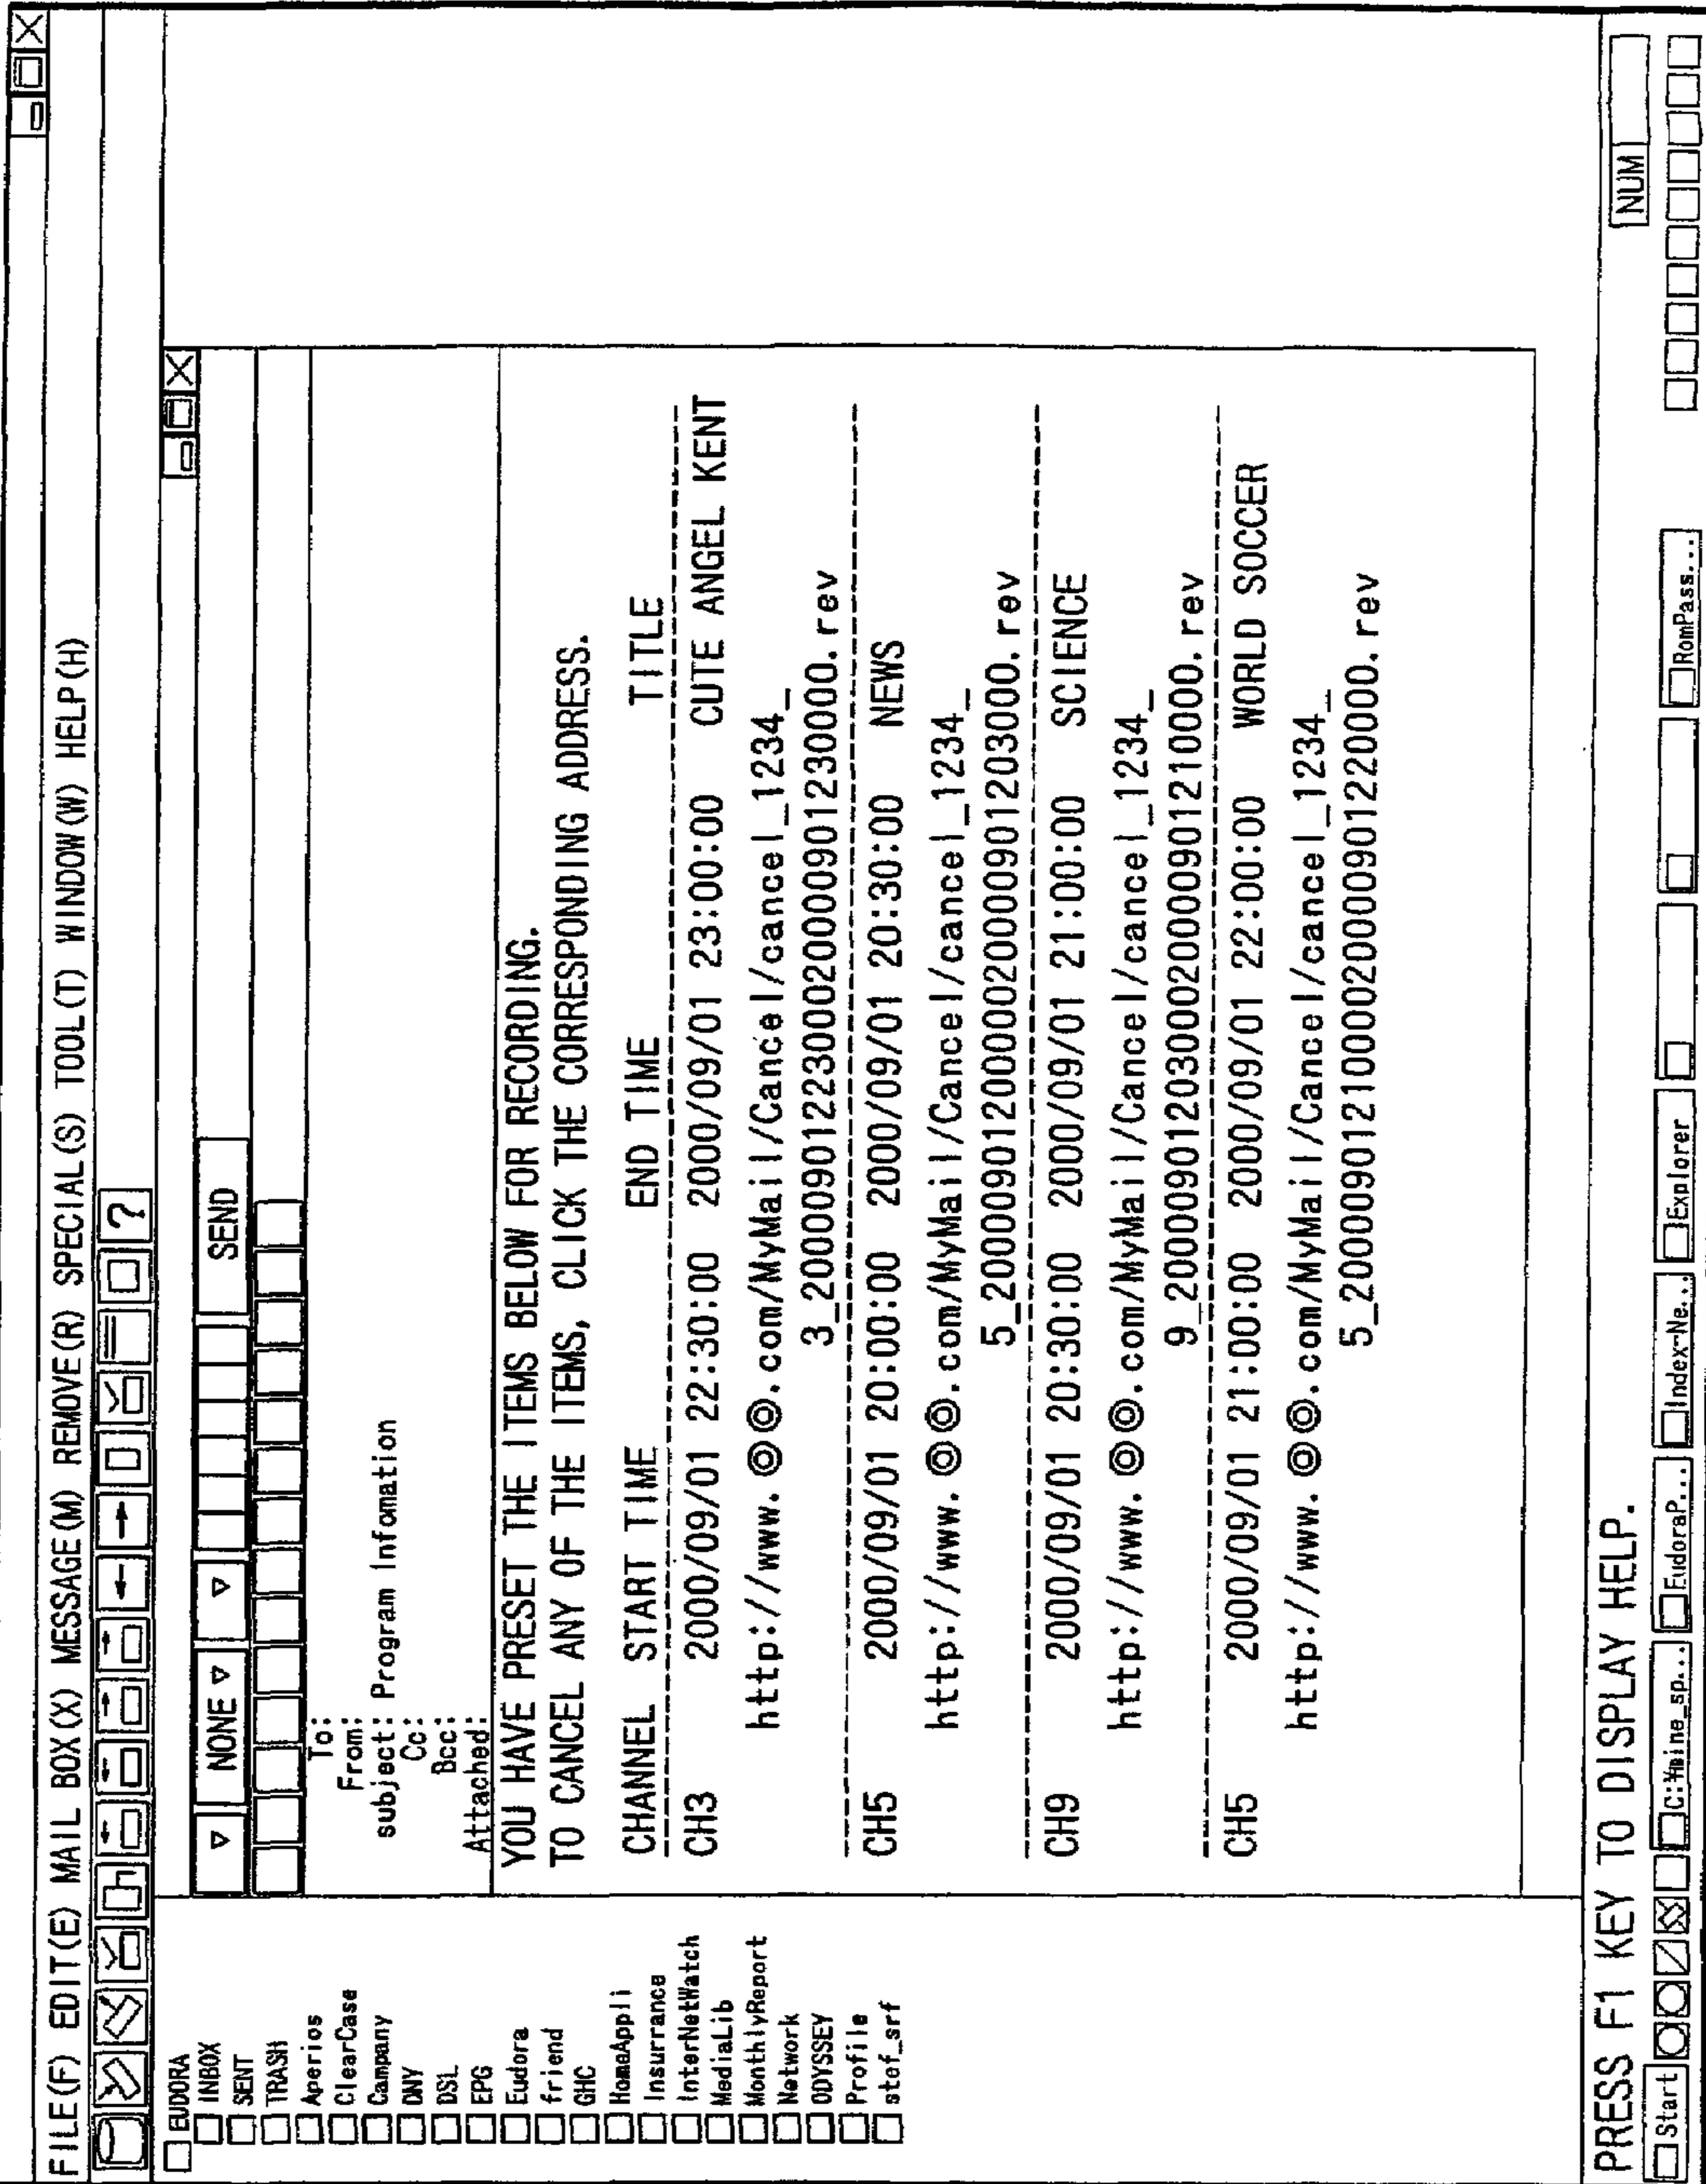 FILE(F) EDIT(E) MAIL BOX(X) MESSAGE(M) REMOVE(R) SPECIAL(S) TOOL(T) WINDOW(W) HELP(H)
?
EUDORA
INBOX
SENT
TRASH
Aperios
ClearCase
Campany
DNY
DSL
EPG
Eudora
friend
GHC
HomeAppli
Insurrance
InterNetWatch
MediaLib
MonthlyReport
Network
ODYSSEY
Profile
stef_srf
NONE SEND
To:
From:
subject: Program Infomation
Cc:
Bcc:
Attached:
YOU HAVE PRESET THE ITEMS BELOW FOR RECORDING.
TO CANCEL ANY OF THE ITEMS, CLICK THE CORRESPONDING ADDRESS.
CHANNEL START TIME END TIME TITLE
CH3 2000/09/01 22:30:00 2000/09/01 23:00:00 CUTE ANGEL KENT
http://www.◎◎.com/MyMail/Cancel/cancel_1234_
3_2000090122300020000901230000.rev
CH5 2000/09/01 20:00:00 2000/09/01 20:30:00 NEWS
http://www.◎◎.com/MyMail/Cancel/cancel_1234_
5_2000090120000020000901203000.rev
CH9 2000/09/01 20:30:00 2000/09/01 21:00:00 SCIENCE
http://www.◎◎.com/MyMail/Cancel/cancel_1234_
9_2000090120300020000901210000.rev
CH5 2000/09/01 21:00:00 2000/09/01 22:00:00 WORLD SOCCER
http://www.◎◎.com/MyMail/Cancel/cancel_1234_
5_2000090121000020000901220000.rev
PRESS F1 KEY TO DISPLAY HELP.
NUM
Start C:¥mine_sp... EudoraP... Index-Ne... Explorer RomPass...